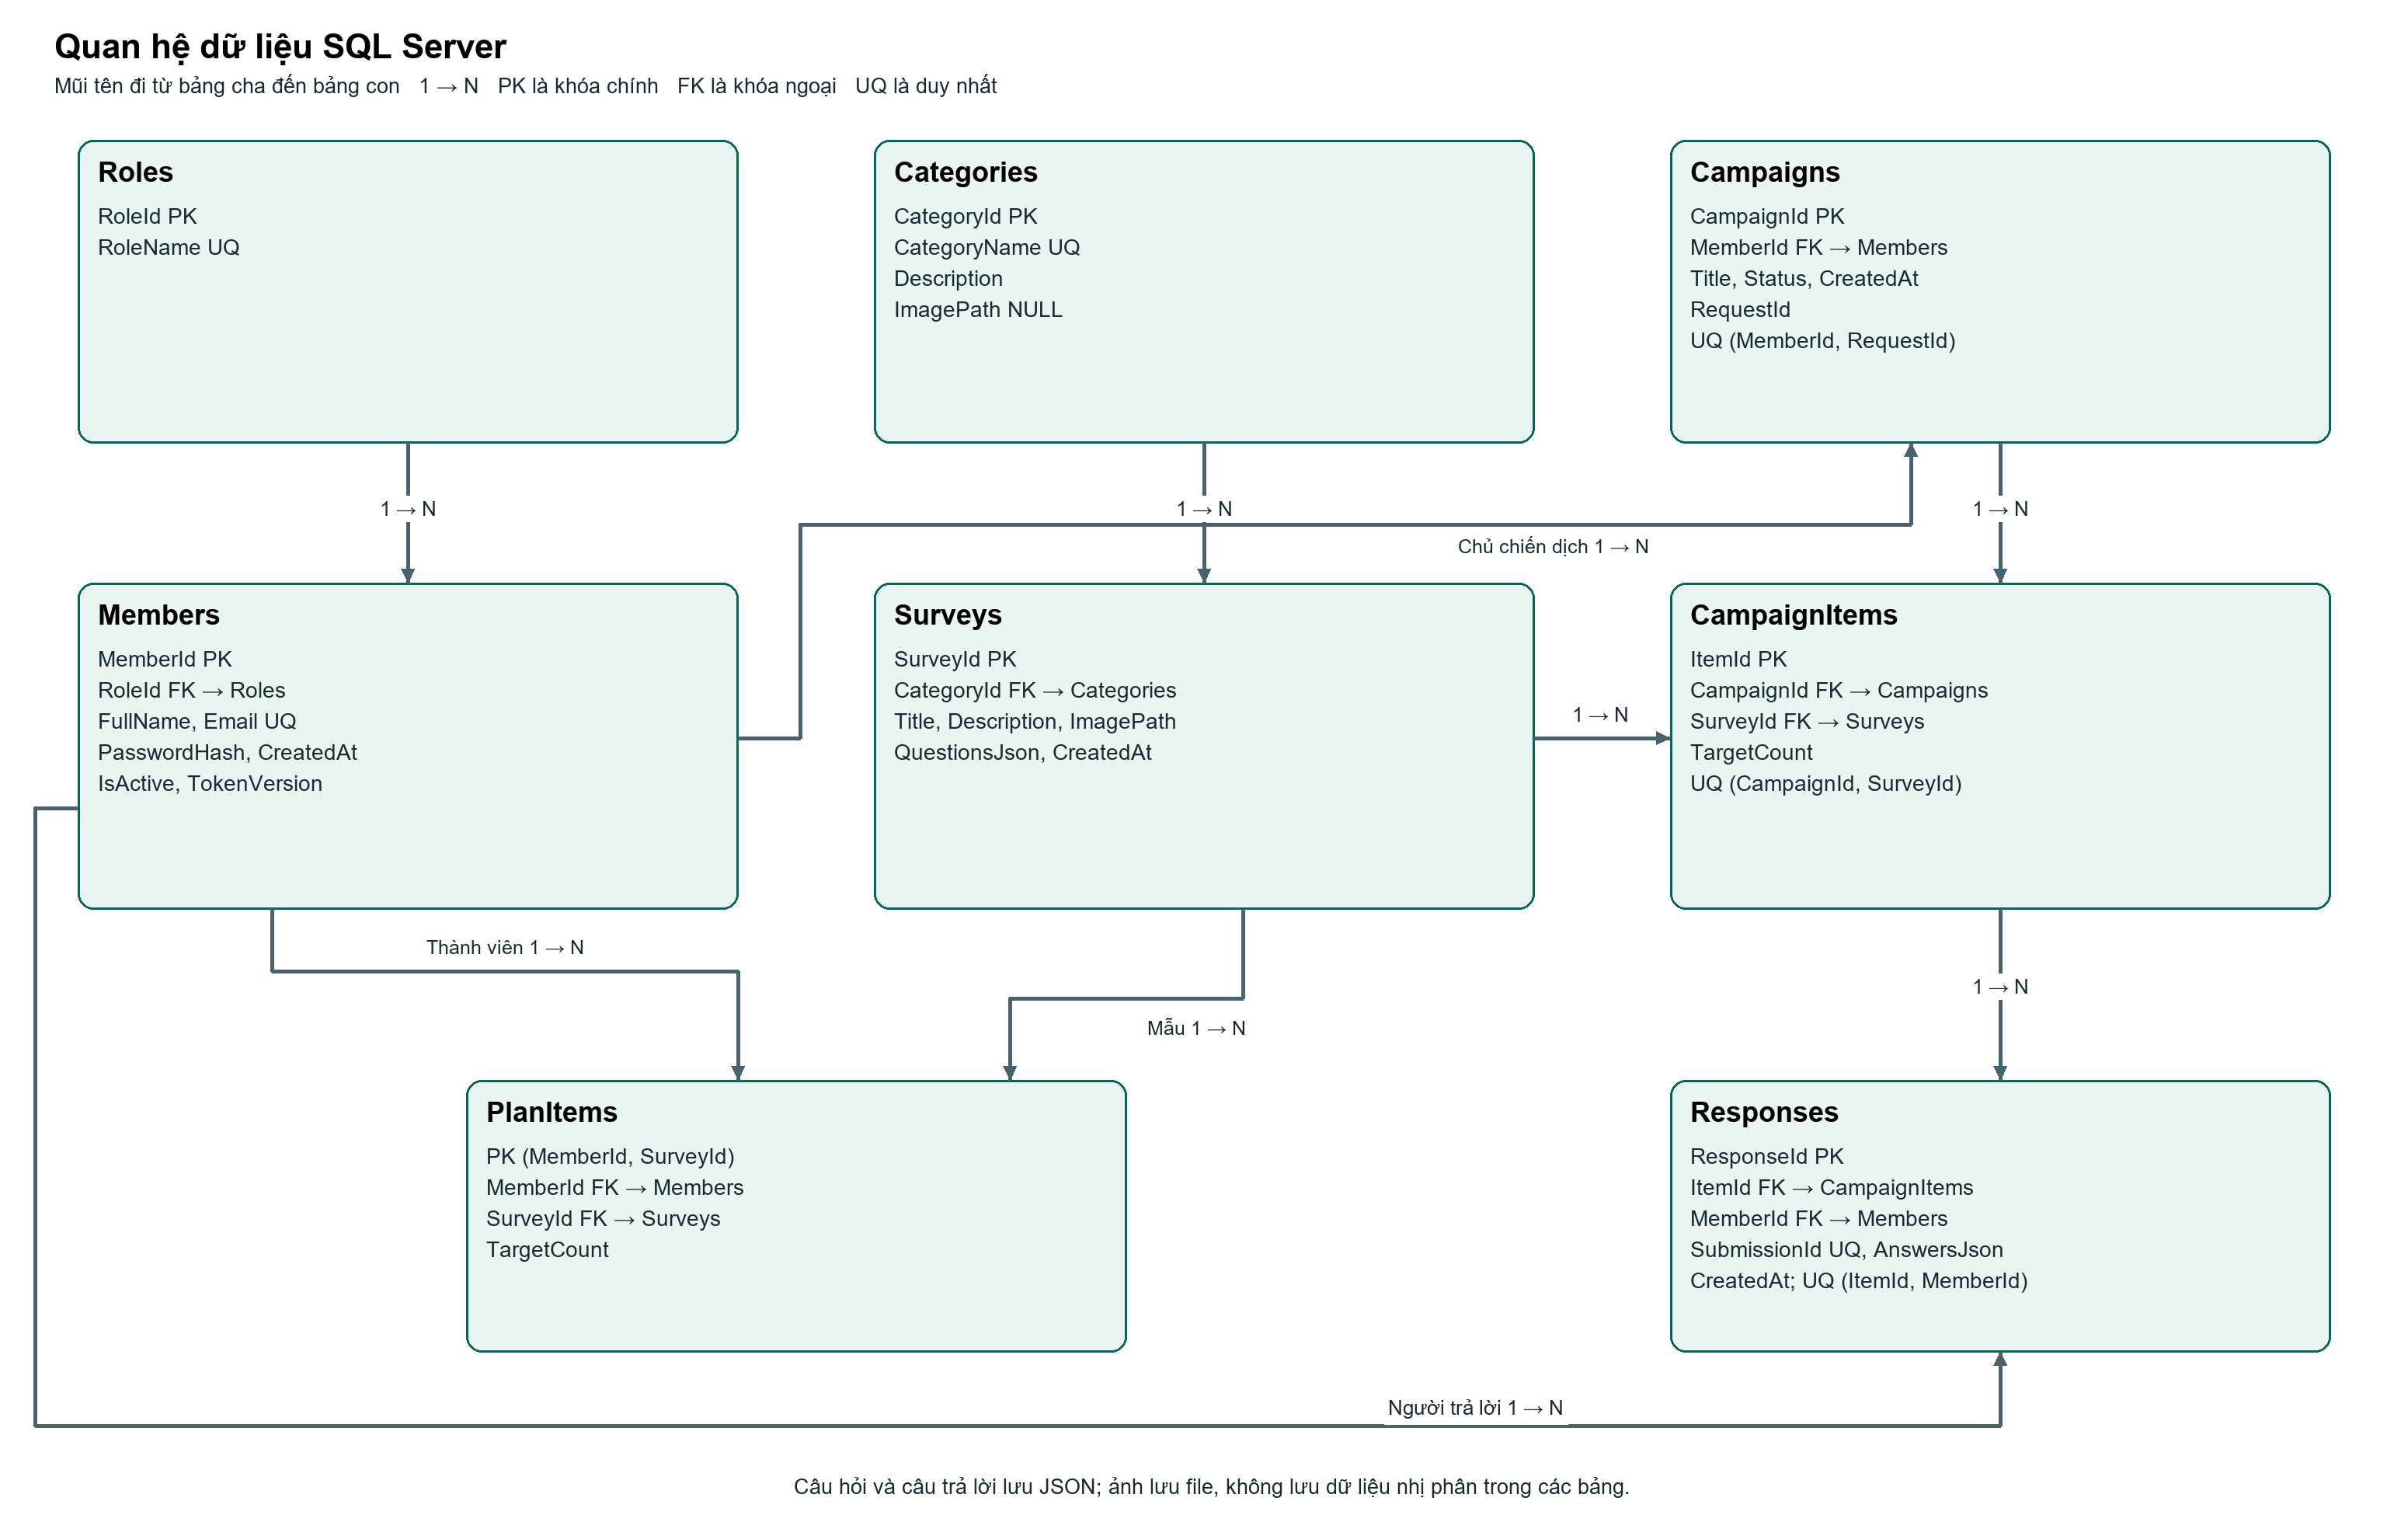 Quan hệ dữ liệu SQL Server
Mũi tên đi từ bảng cha đến bảng con 1 → N PK là khóa chính FK là khóa ngoại UQ là duy nhất
Roles
RoleId PK
RoleName UQ
Categories
CategoryId PK
CategoryName UQ
Description
ImagePath NULL
Campaigns
CampaignId PK
MemberId FK → Members
Title, Status, CreatedAt
RequestId
UQ (MemberId, RequestId)
1 → N
1 → N
1 → N
Chủ chiến dịch 1 → N
Members
MemberId PK
RoleId FK → Roles
FullName, Email UQ
PasswordHash, CreatedAt
IsActive, TokenVersion
Surveys
SurveyId PK
CategoryId FK → Categories
Title, Description, ImagePath
QuestionsJson, CreatedAt
1 → N
CampaignItems
ItemId PK
CampaignId FK → Campaigns
SurveyId FK → Surveys
TargetCount
UQ (CampaignId, SurveyId)
Thành viên 1 → N
Mẫu 1 → N
1 → N
PlanItems
PK (MemberId, SurveyId)
MemberId FK → Members
SurveyId FK → Surveys
TargetCount
Responses
ResponseId PK
ItemId FK → CampaignItems
MemberId FK → Members
SubmissionId UQ, AnswersJson
CreatedAt; UQ (ItemId, MemberId)
Người trả lời 1 → N
Câu hỏi và câu trả lời lưu JSON; ảnh lưu file, không lưu dữ liệu nhị phân trong các bảng.